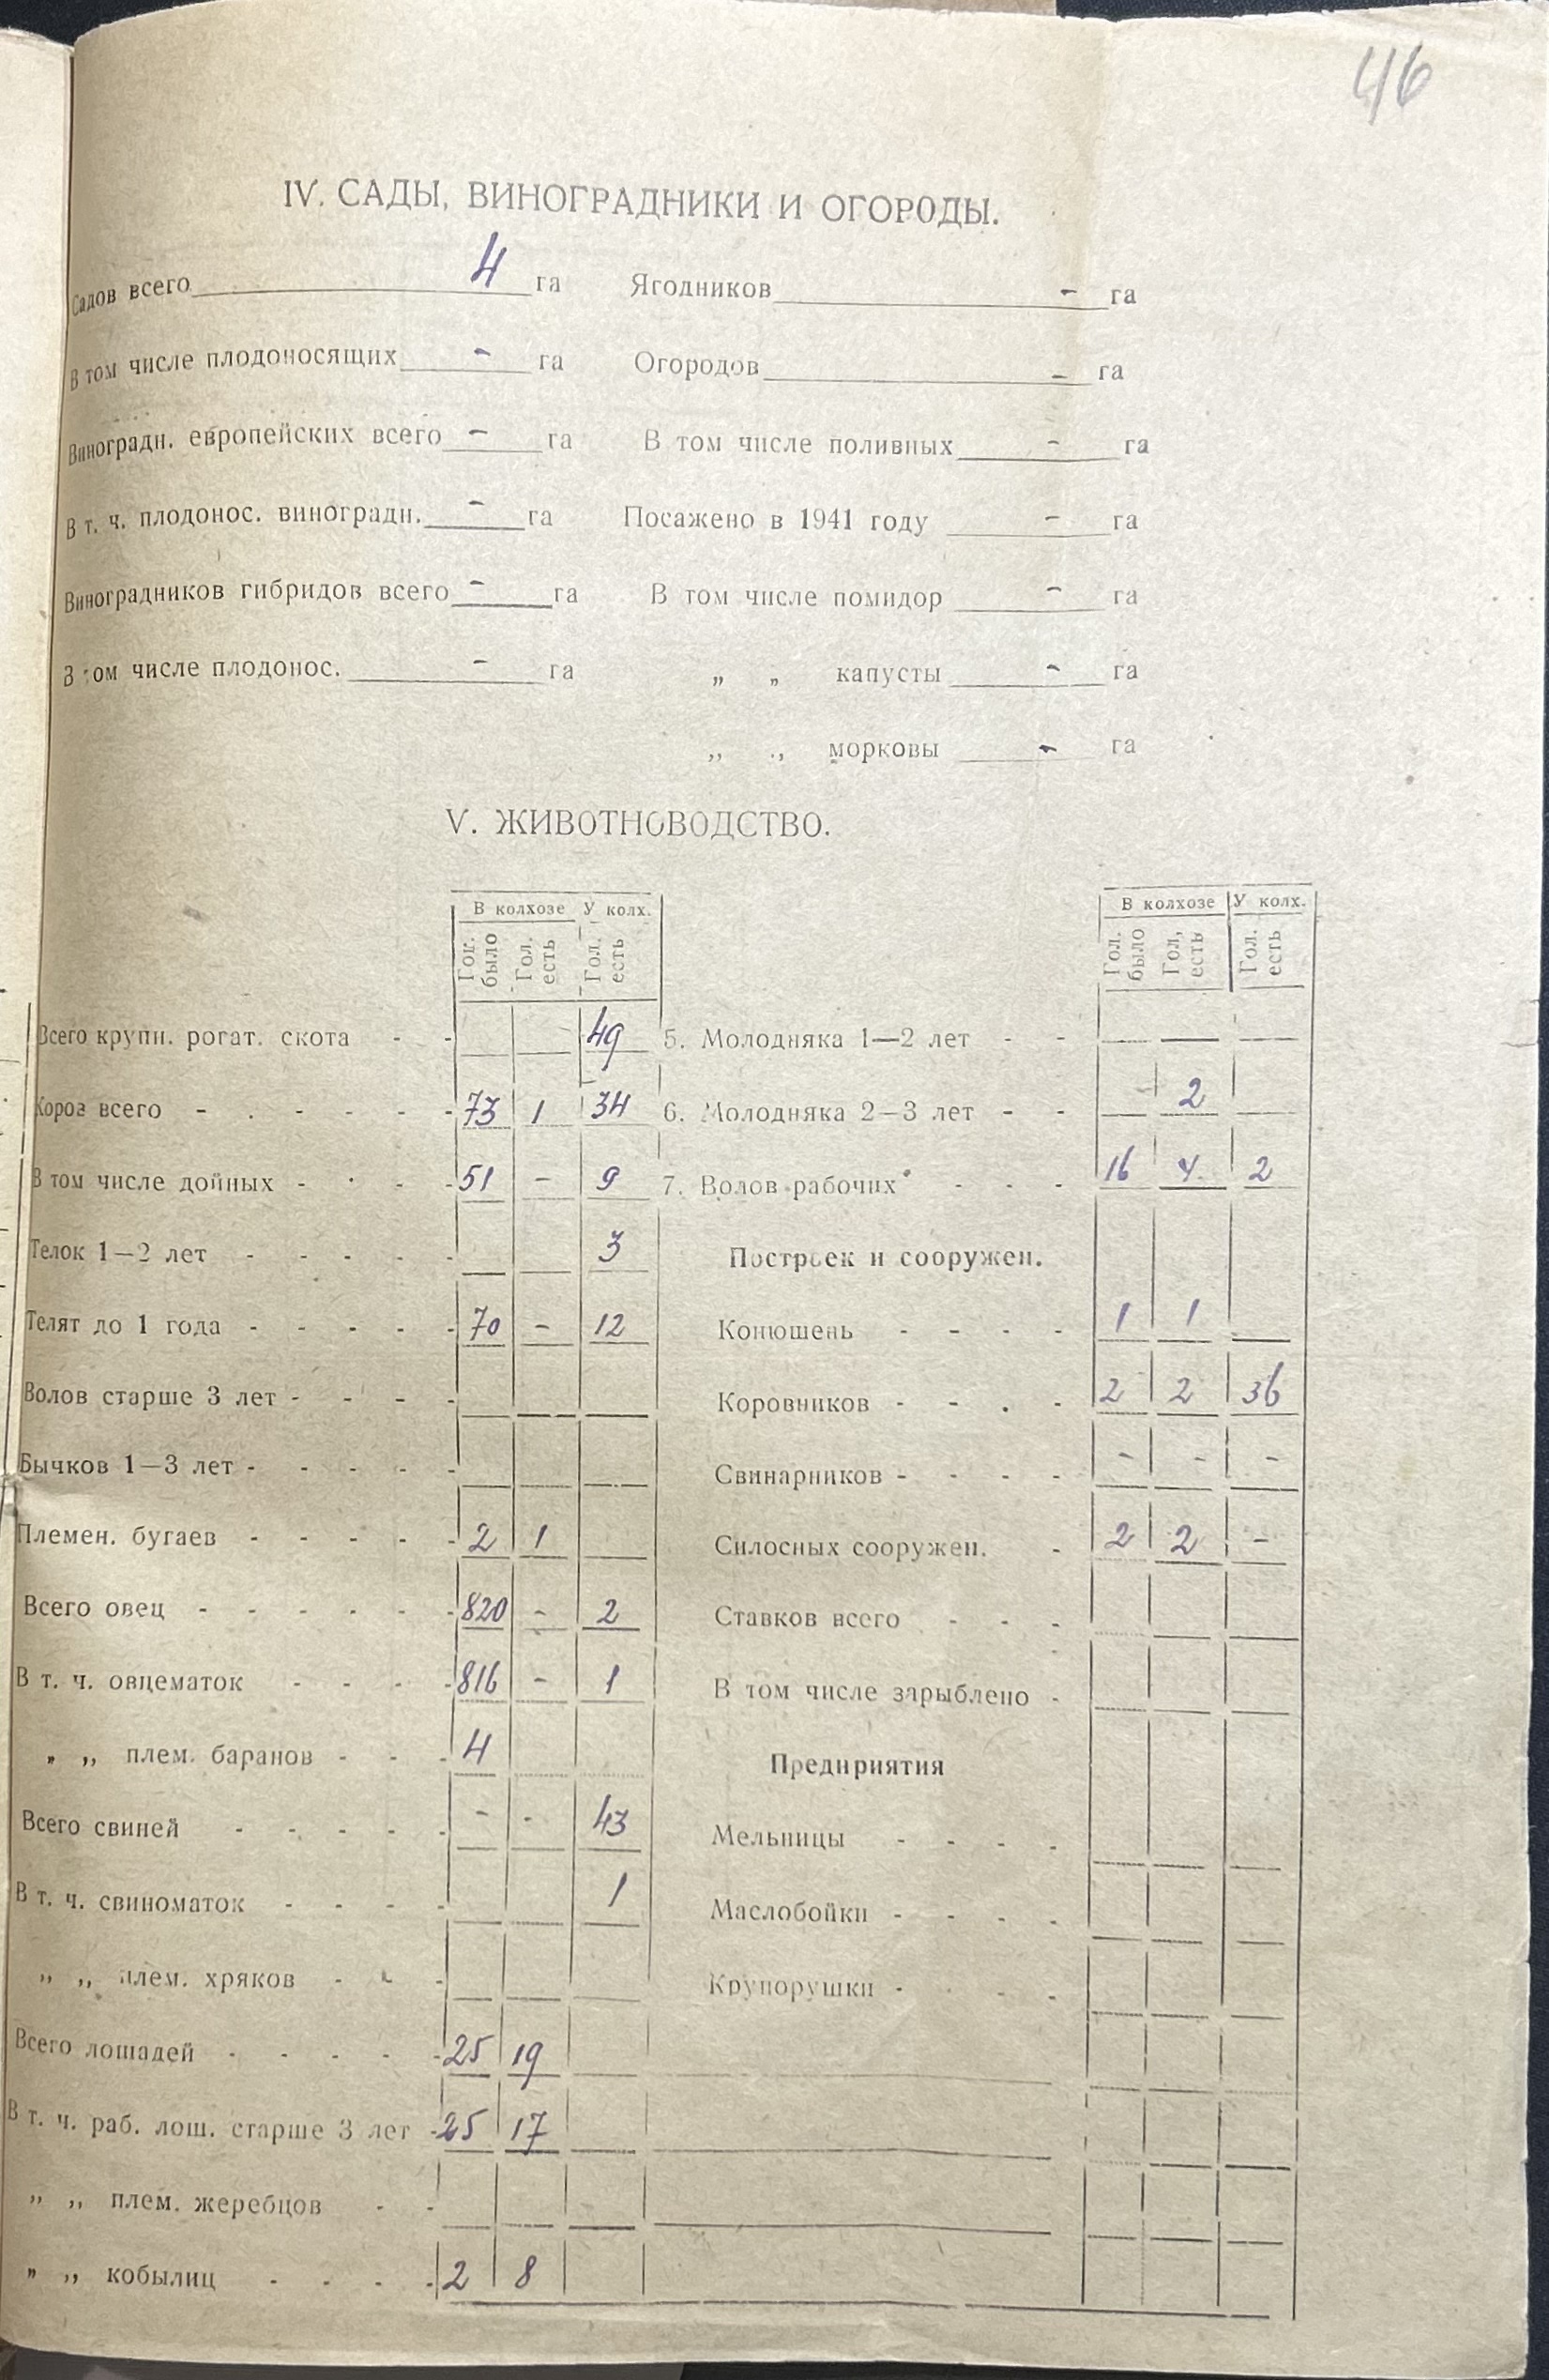 46
IV. САДЫ, ВИНОГРАДНИКИ И ОГОРОДЫ.
Садов всего 4 га Ягодников - га
В том числе плодоносящих - га Огородов - га
Виноградн. европейских всего - га В том числе поливных - га
В т. ч. плодонос. виноградн. - га Посажено в 1941 году - га
Виноградников гибридов всего - га В том числе помидор - га
В том числе плодонос. - га „ „ капусты - га
„ „ морковы - га
V. ЖИВОТНОВОДСТВО.
В колхозе У колх. В колхозе У колх.
Гог. было Гол. есть Гол. есть Гол. было Гол, есть Гол. есть
Всего крупн. рогат. скота - - 49 5. Молодняка 1—2 лет - -
Коров всего - . - - - - 73 1 34 6. Молодняка 2—3 лет - - - 2
В том числе дойных - - - - 51 - 9 7. Волов рабочих - - - 16 4 2
Телок 1—2 лет - - - - - 3 Построек и сооружен.
Телят до 1 года - - - - - 70 - 12 Конюшень - - - - 1 1
Волов старше 3 лет - - - - Коровников - - . - 2 2 36
Бычков 1—3 лет - - - - - Свинарников - - - - - - -
Племен. бугаев - - - - - 2 1 Силосных сооружен. - 2 2 -
Всего овец - - - - - - 820 - 2 Ставков всего - - -
В т. ч. овцематок - - - - 816 - 1 В том числе зарыблено -
„ „ плем. баранов - - - 4 Предприятия
Всего свиней - - - - - - - 43 Мельницы - - - -
В т. ч. свиноматок - - - - 1 Маслобойки - - - -
„ „ плем. хряков - - - Крупорушки - - - -
Всего лошадей - - - - - 25 19
В т. ч. раб. лош. старше 3 лет - 25 17
„ „ плем. жеребцов - -
„ „ кобылиц - - - - 2 8